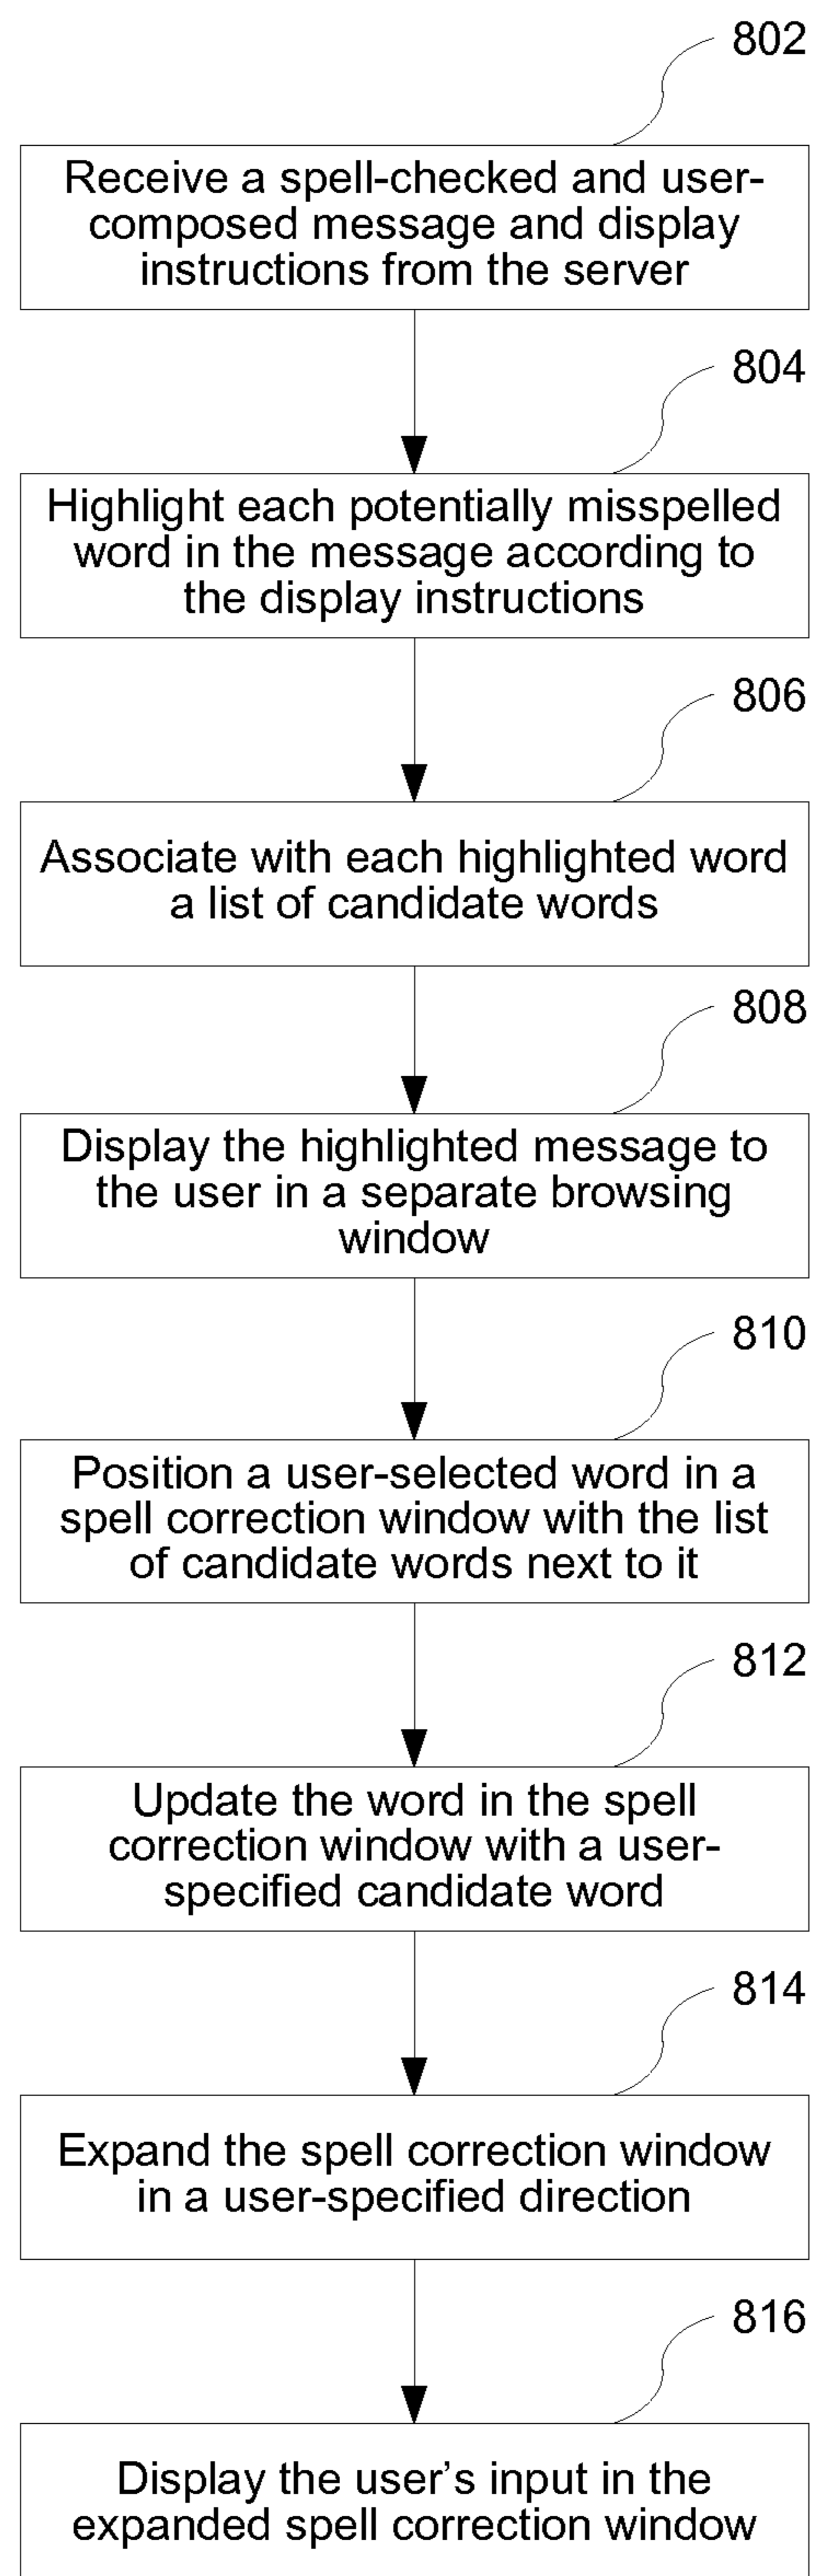 802
Receive a spell-checked and user-
composed message and display
instructions from the server
804
Highlight each potentially misspelled
word in the message according to
the display instructions
806
Associate with each highlighted word
a list of candidate words
808
Display the highlighted message to
the user in a separate browsing
window
810
Position a user-selected word in a
spell correction window with the list
of candidate words next to it
812
Update the word in the spell
correction window with a user-
specified candidate word
814
Expand the spell correction window
in a user-specified direction
816
Display the user’s input in the
expanded spell correction window